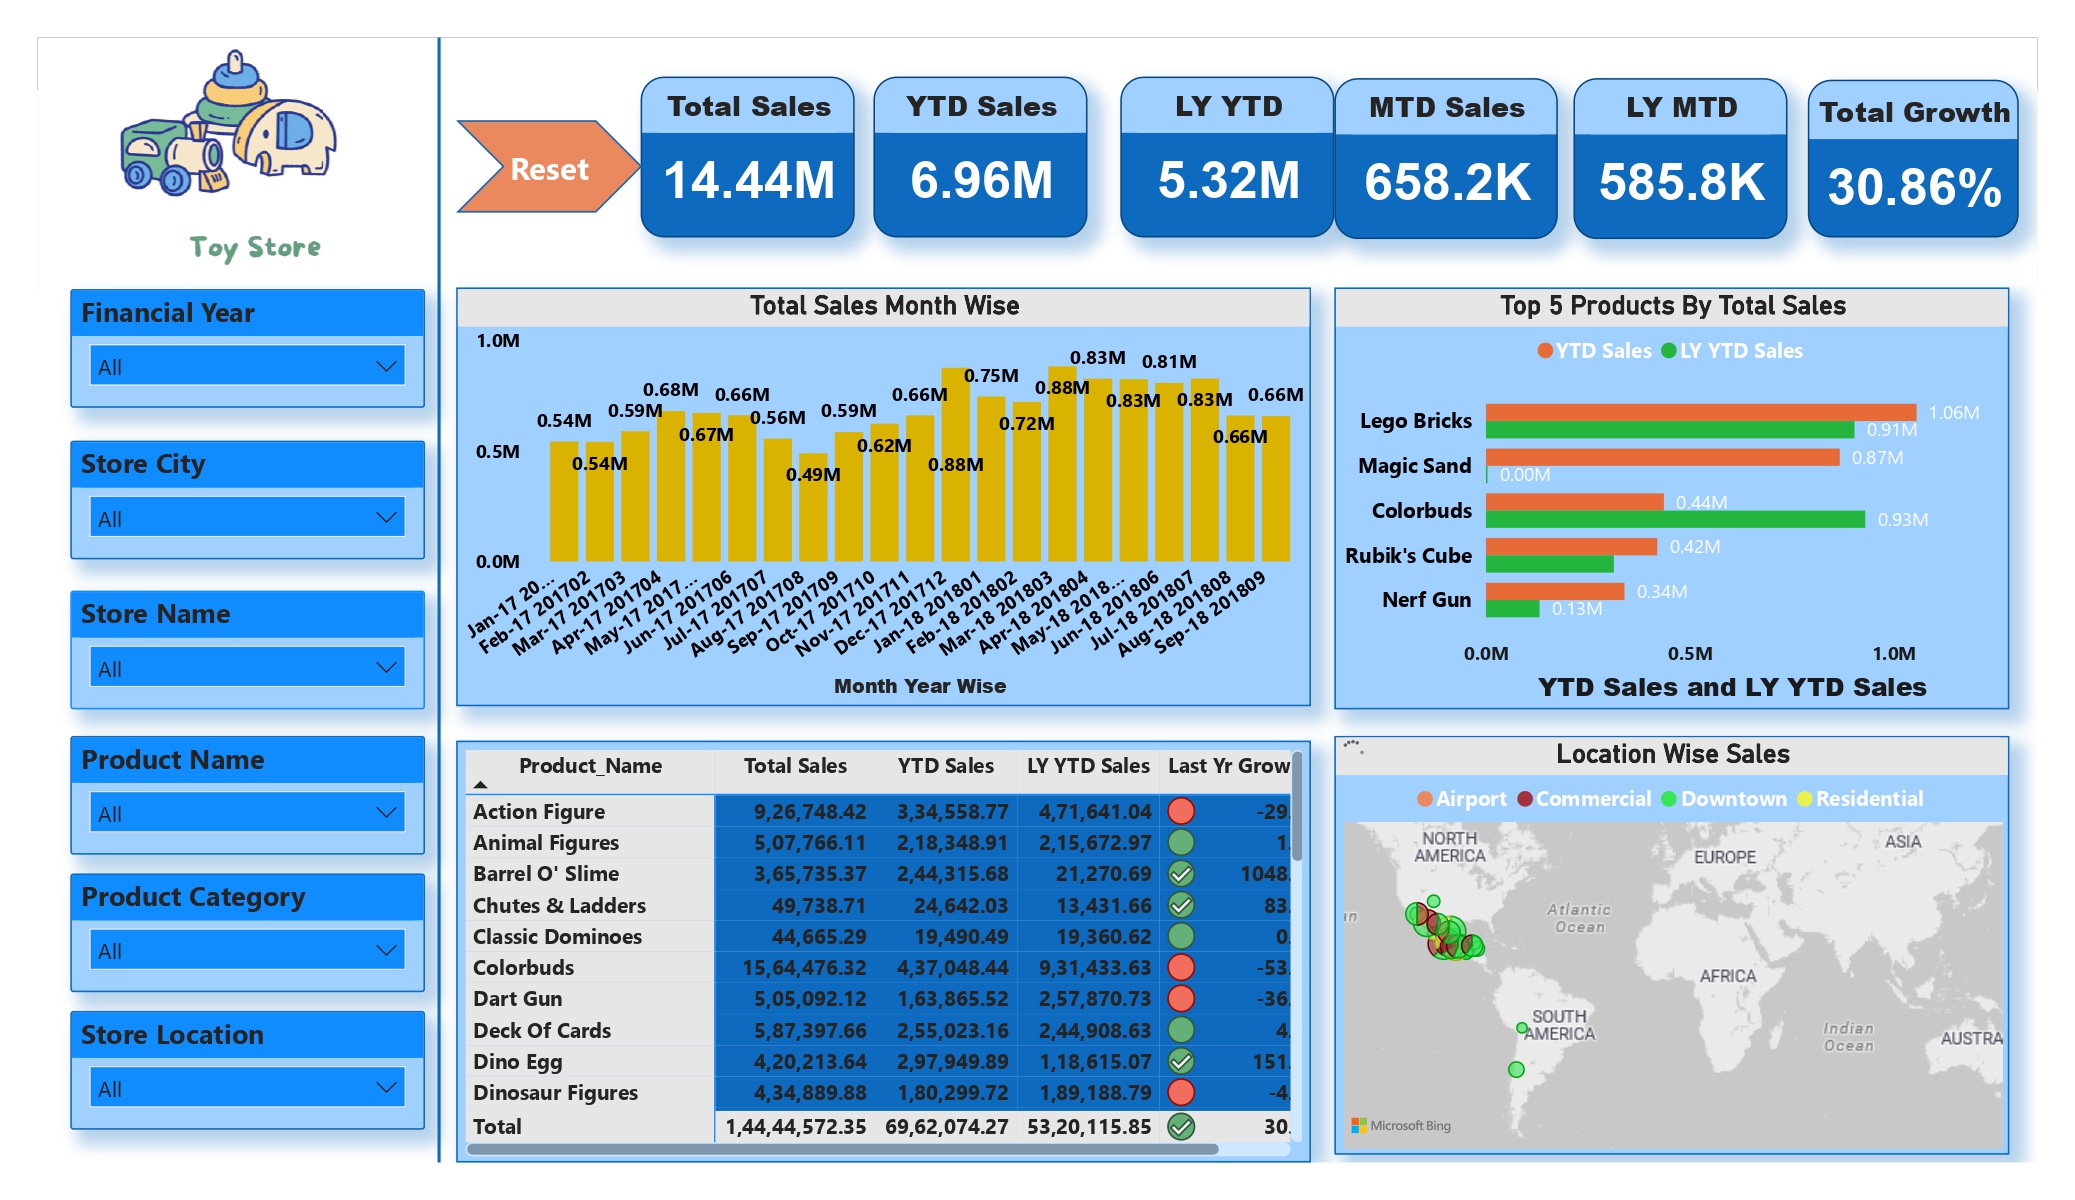 Toy Store
Reset
Total Sales
14.44M
YTD Sales
6.96M
LY YTD
5.32M
MTD Sales
658.2K
LY MTD
585.8K
Total Growth
30.86%
Financial Year
All
Store City
All
Store Name
All
Product Name
All
Product Category
All
Store Location
All
Total Sales Month Wise
1.0M
0.5M
0.0M
0.54M
0.54M
0.59M
0.68M
0.67M
0.66M
0.56M
0.49M
0.59M
0.62M
0.66M
0.88M
0.75M
0.72M
0.88M
0.83M
0.83M
0.81M
0.83M
0.66M
0.66M
Jan-17 20...
Feb-17 201702
Mar-17 201703
Apr-17 201704
May-17 2017...
Jun-17 201706
Jul-17 201707
Aug-17 201708
Sep-17 201709
Oct-17 201710
Nov-17 201711
Dec-17 201712
Jan-18 201801
Feb-18 201802
Mar-18 201803
Apr-18 201804
May-18 2018...
Jun-18 201806
Jul-18 201807
Aug-18 201808
Sep-18 201809
Month Year Wise
Top 5 Products By Total Sales
YTD Sales LY YTD Sales
Lego Bricks 1.06M
0.91M
Magic Sand 0.87M
0.00M
Colorbuds 0.44M
0.93M
Rubik's Cube 0.42M
Nerf Gun 0.34M
0.13M
0.0M 0.5M 1.0M
YTD Sales and LY YTD Sales
Product_Name Total Sales YTD Sales LY YTD Sales Last Yr Grow
Action Figure 9,26,748.42 3,34,558.77 4,71,641.04 -29.
Animal Figures 5,07,766.11 2,18,348.91 2,15,672.97 1.
Barrel O' Slime 3,65,735.37 2,44,315.68 21,270.69 1048.
Chutes & Ladders 49,738.71 24,642.03 13,431.66 83.
Classic Dominoes 44,665.29 19,490.49 19,360.62 0.
Colorbuds 15,64,476.32 4,37,048.44 9,31,433.63 -53.
Dart Gun 5,05,092.12 1,63,865.52 2,57,870.73 -36.
Deck Of Cards 5,87,397.66 2,55,023.16 2,44,908.63 4.
Dino Egg 4,20,213.64 2,97,949.89 1,18,615.07 151.
Dinosaur Figures 4,34,889.88 1,80,299.72 1,89,188.79 -4.
Total 1,44,44,572.35 69,62,074.27 53,20,115.85 30.
Location Wise Sales
Airport Commercial Downtown Residential
NORTH
AMERICA
EUROPE
ASIA
an
Atlantic
Ocean
AFRICA
SOUTH
AMERICA
Indian
Ocean
AUSTRA
Microsoft Bing